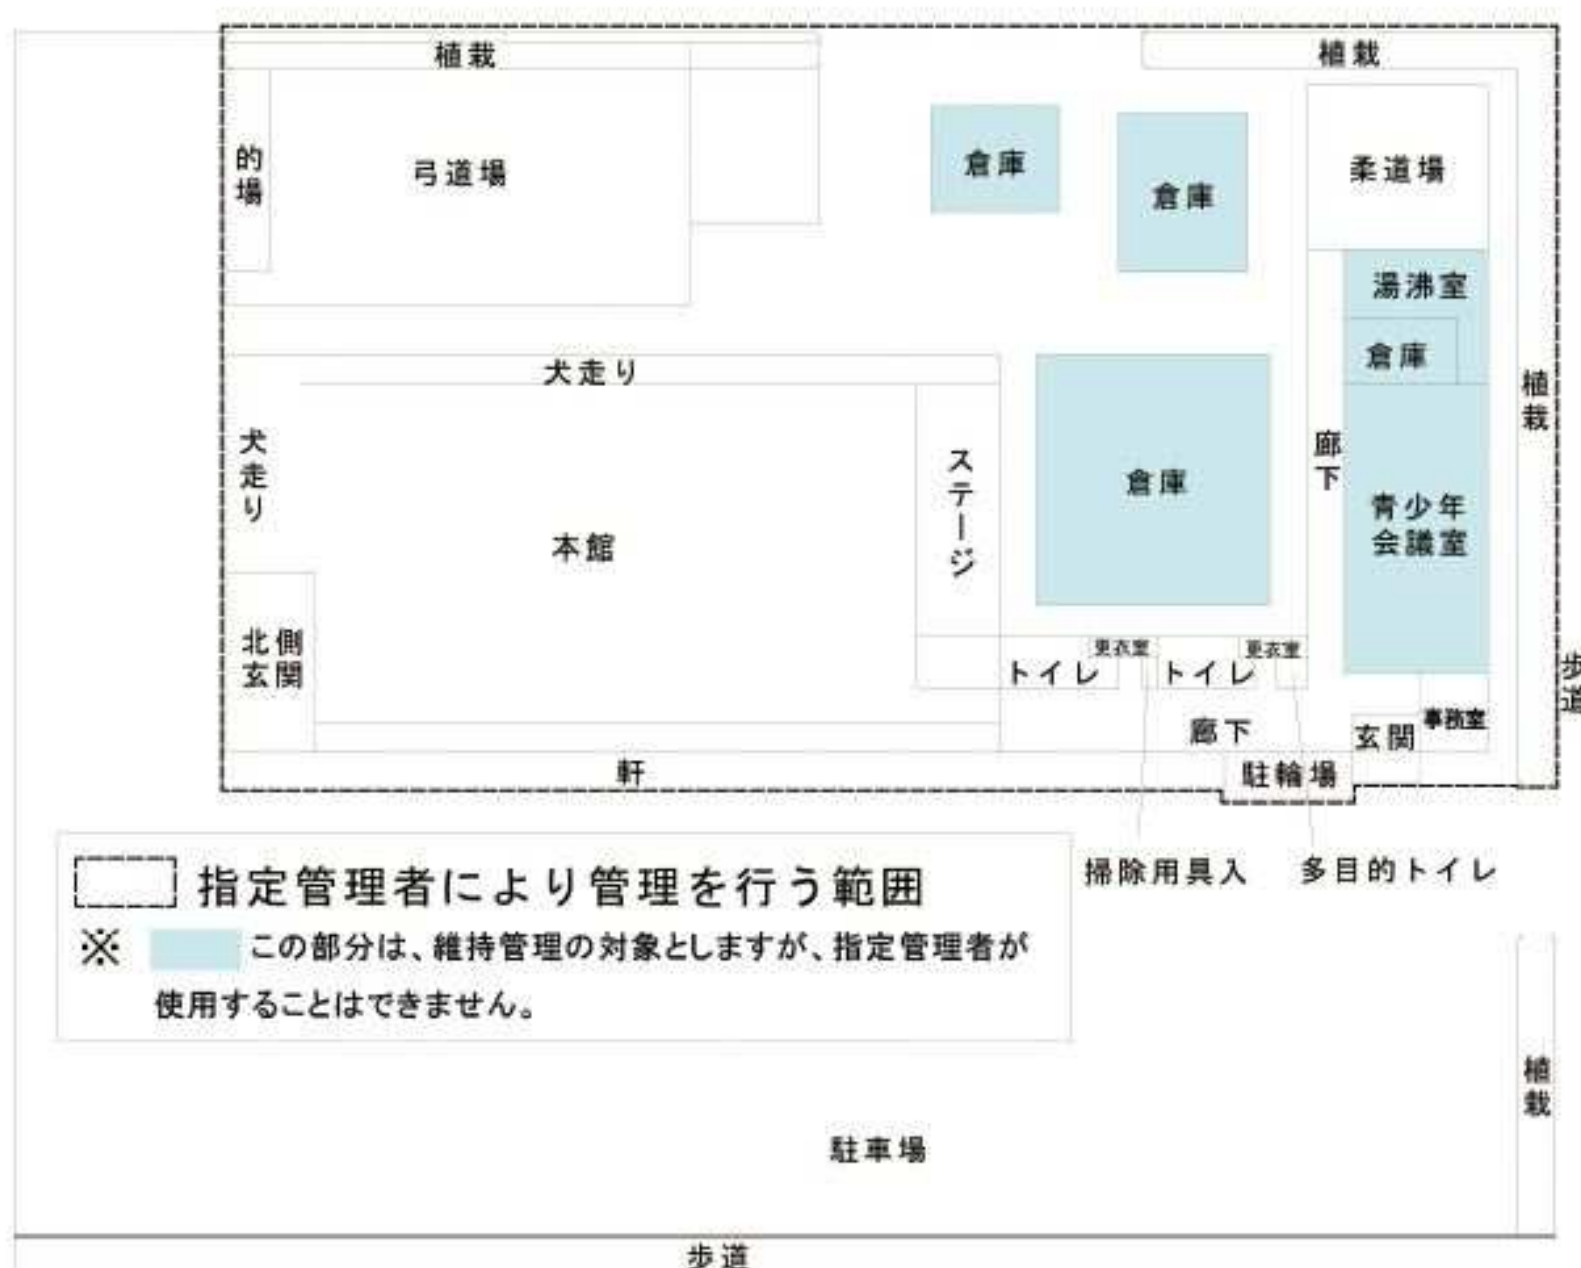 植栽
植栽
的場
弓道場
倉庫
倉庫
柔道場
湯沸室
倉庫
犬走り
植栽
犬走り
ステージ
倉庫
廊下
青少年
会議室
本館
北側
玄関
更衣室
更衣室
トイレ
トイレ
歩道
廊下
玄関
事務室
軒
駐輪場
掃除用具入
多目的トイレ
指定管理者により管理を行う範囲
※ この部分は、維持管理の対象としますが、指定管理者が
使用することはできません。
植栽
駐車場
歩道